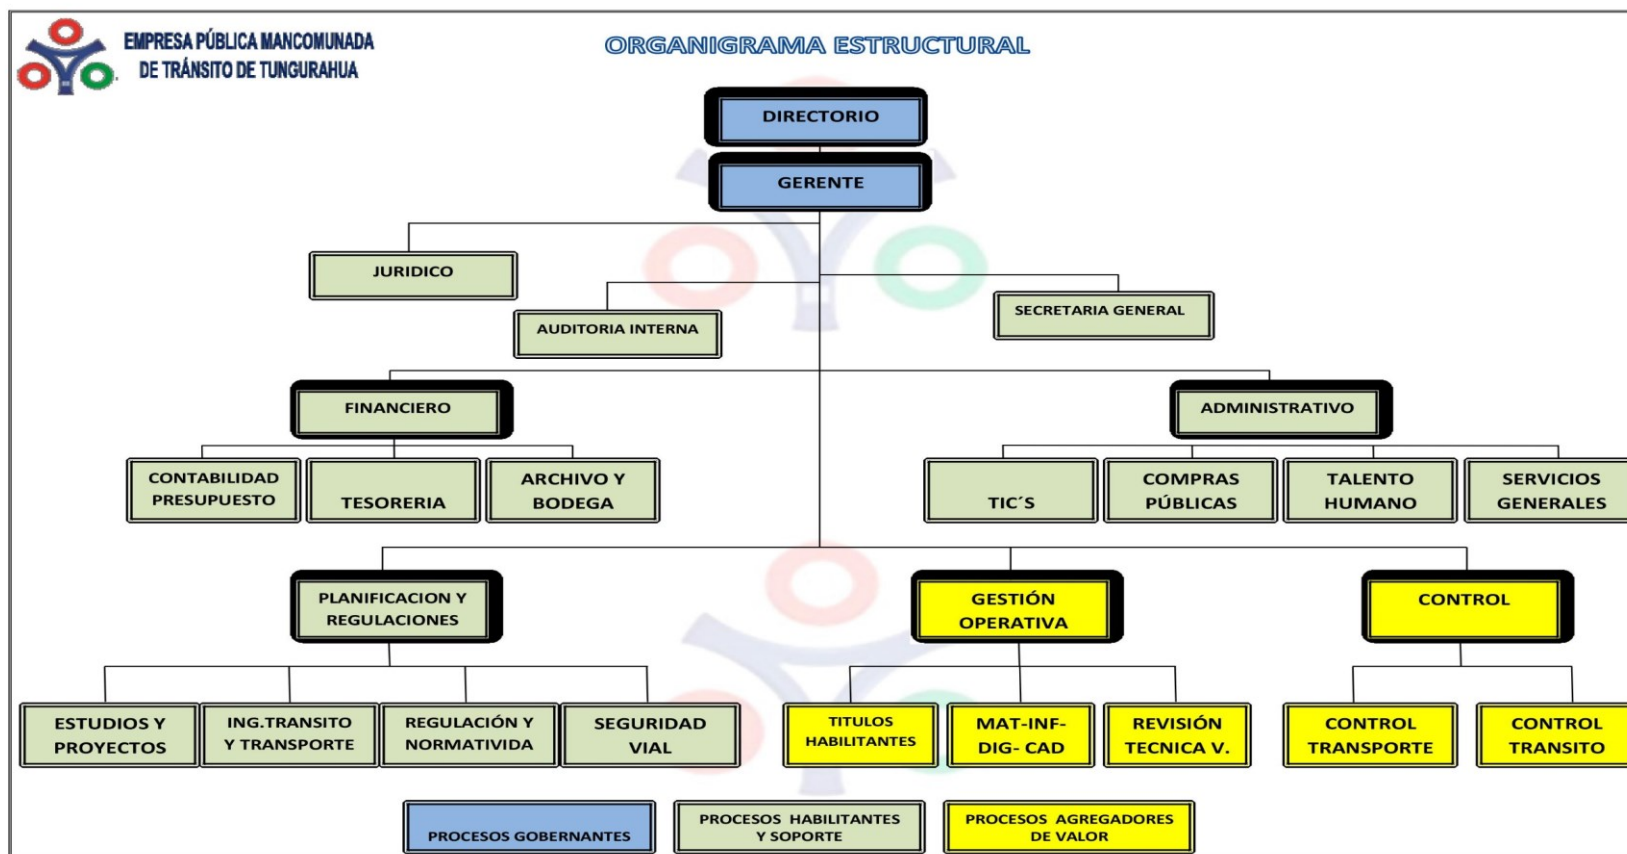 EMPRESA PÚBLICA MANCOMUNADA
DE TRÁNSITO DE TUNGURAHUA
ORGANIGRAMA ESTRUCTURAL
DIRECTORIO
GERENTE
JURIDICO
AUDITORIA INTERNA
SECRETARIA GENERAL
FINANCIERO
ADMINISTRATIVO
CONTABILIDAD
PRESUPUESTO
TESORERIA
ARCHIVO Y
BODEGA
TIC´S
COMPRAS
PÚBLICAS
TALENTO
HUMANO
SERVICIOS
GENERALES
PLANIFICACION Y
REGULACIONES
GESTIÓN
OPERATIVA
CONTROL
ESTUDIOS Y
PROYECTOS
ING.TRANSITO
Y TRANSPORTE
REGULACIÓN Y
NORMATIVIDA
SEGURIDAD
VIAL
TITULOS
HABILITANTES
MAT-INF-
DIG- CAD
REVISIÓN
TECNICA V.
CONTROL
TRANSPORTE
CONTROL
TRANSITO
PROCESOS GOBERNANTES
PROCESOS HABILITANTES
Y SOPORTE
PROCESOS AGREGADORES
DE VALOR